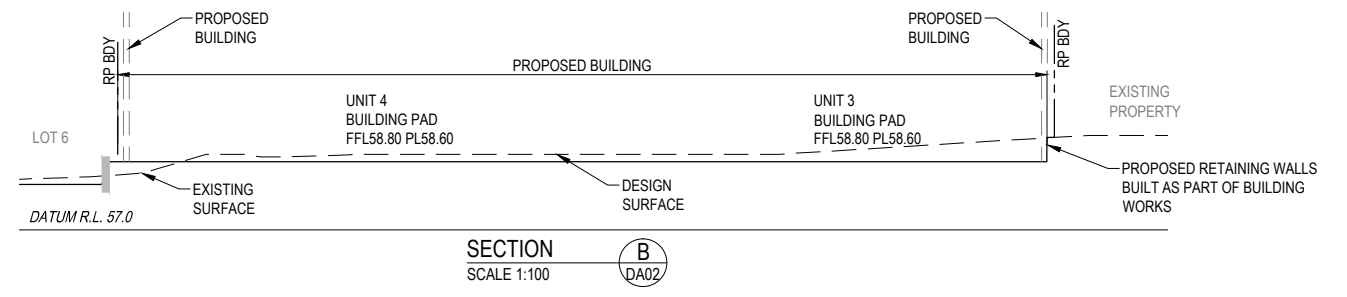 PROPOSED
BUILDING
PROPOSED
BUILDING
RP BDY
RP BDY
PROPOSED BUILDING
UNIT 4
BUILDING PAD
FFL58.80 PL58.60
UNIT 3
BUILDING PAD
FFL58.80 PL58.60
EXISTING
PROPERTY
LOT 6
EXISTING
SURFACE
DESIGN
SURFACE
PROPOSED RETAINING WALLS
BUILT AS PART OF BUILDING
WORKS
DATUM R.L. 57.0
SECTION
SCALE 1:100
B
DA02